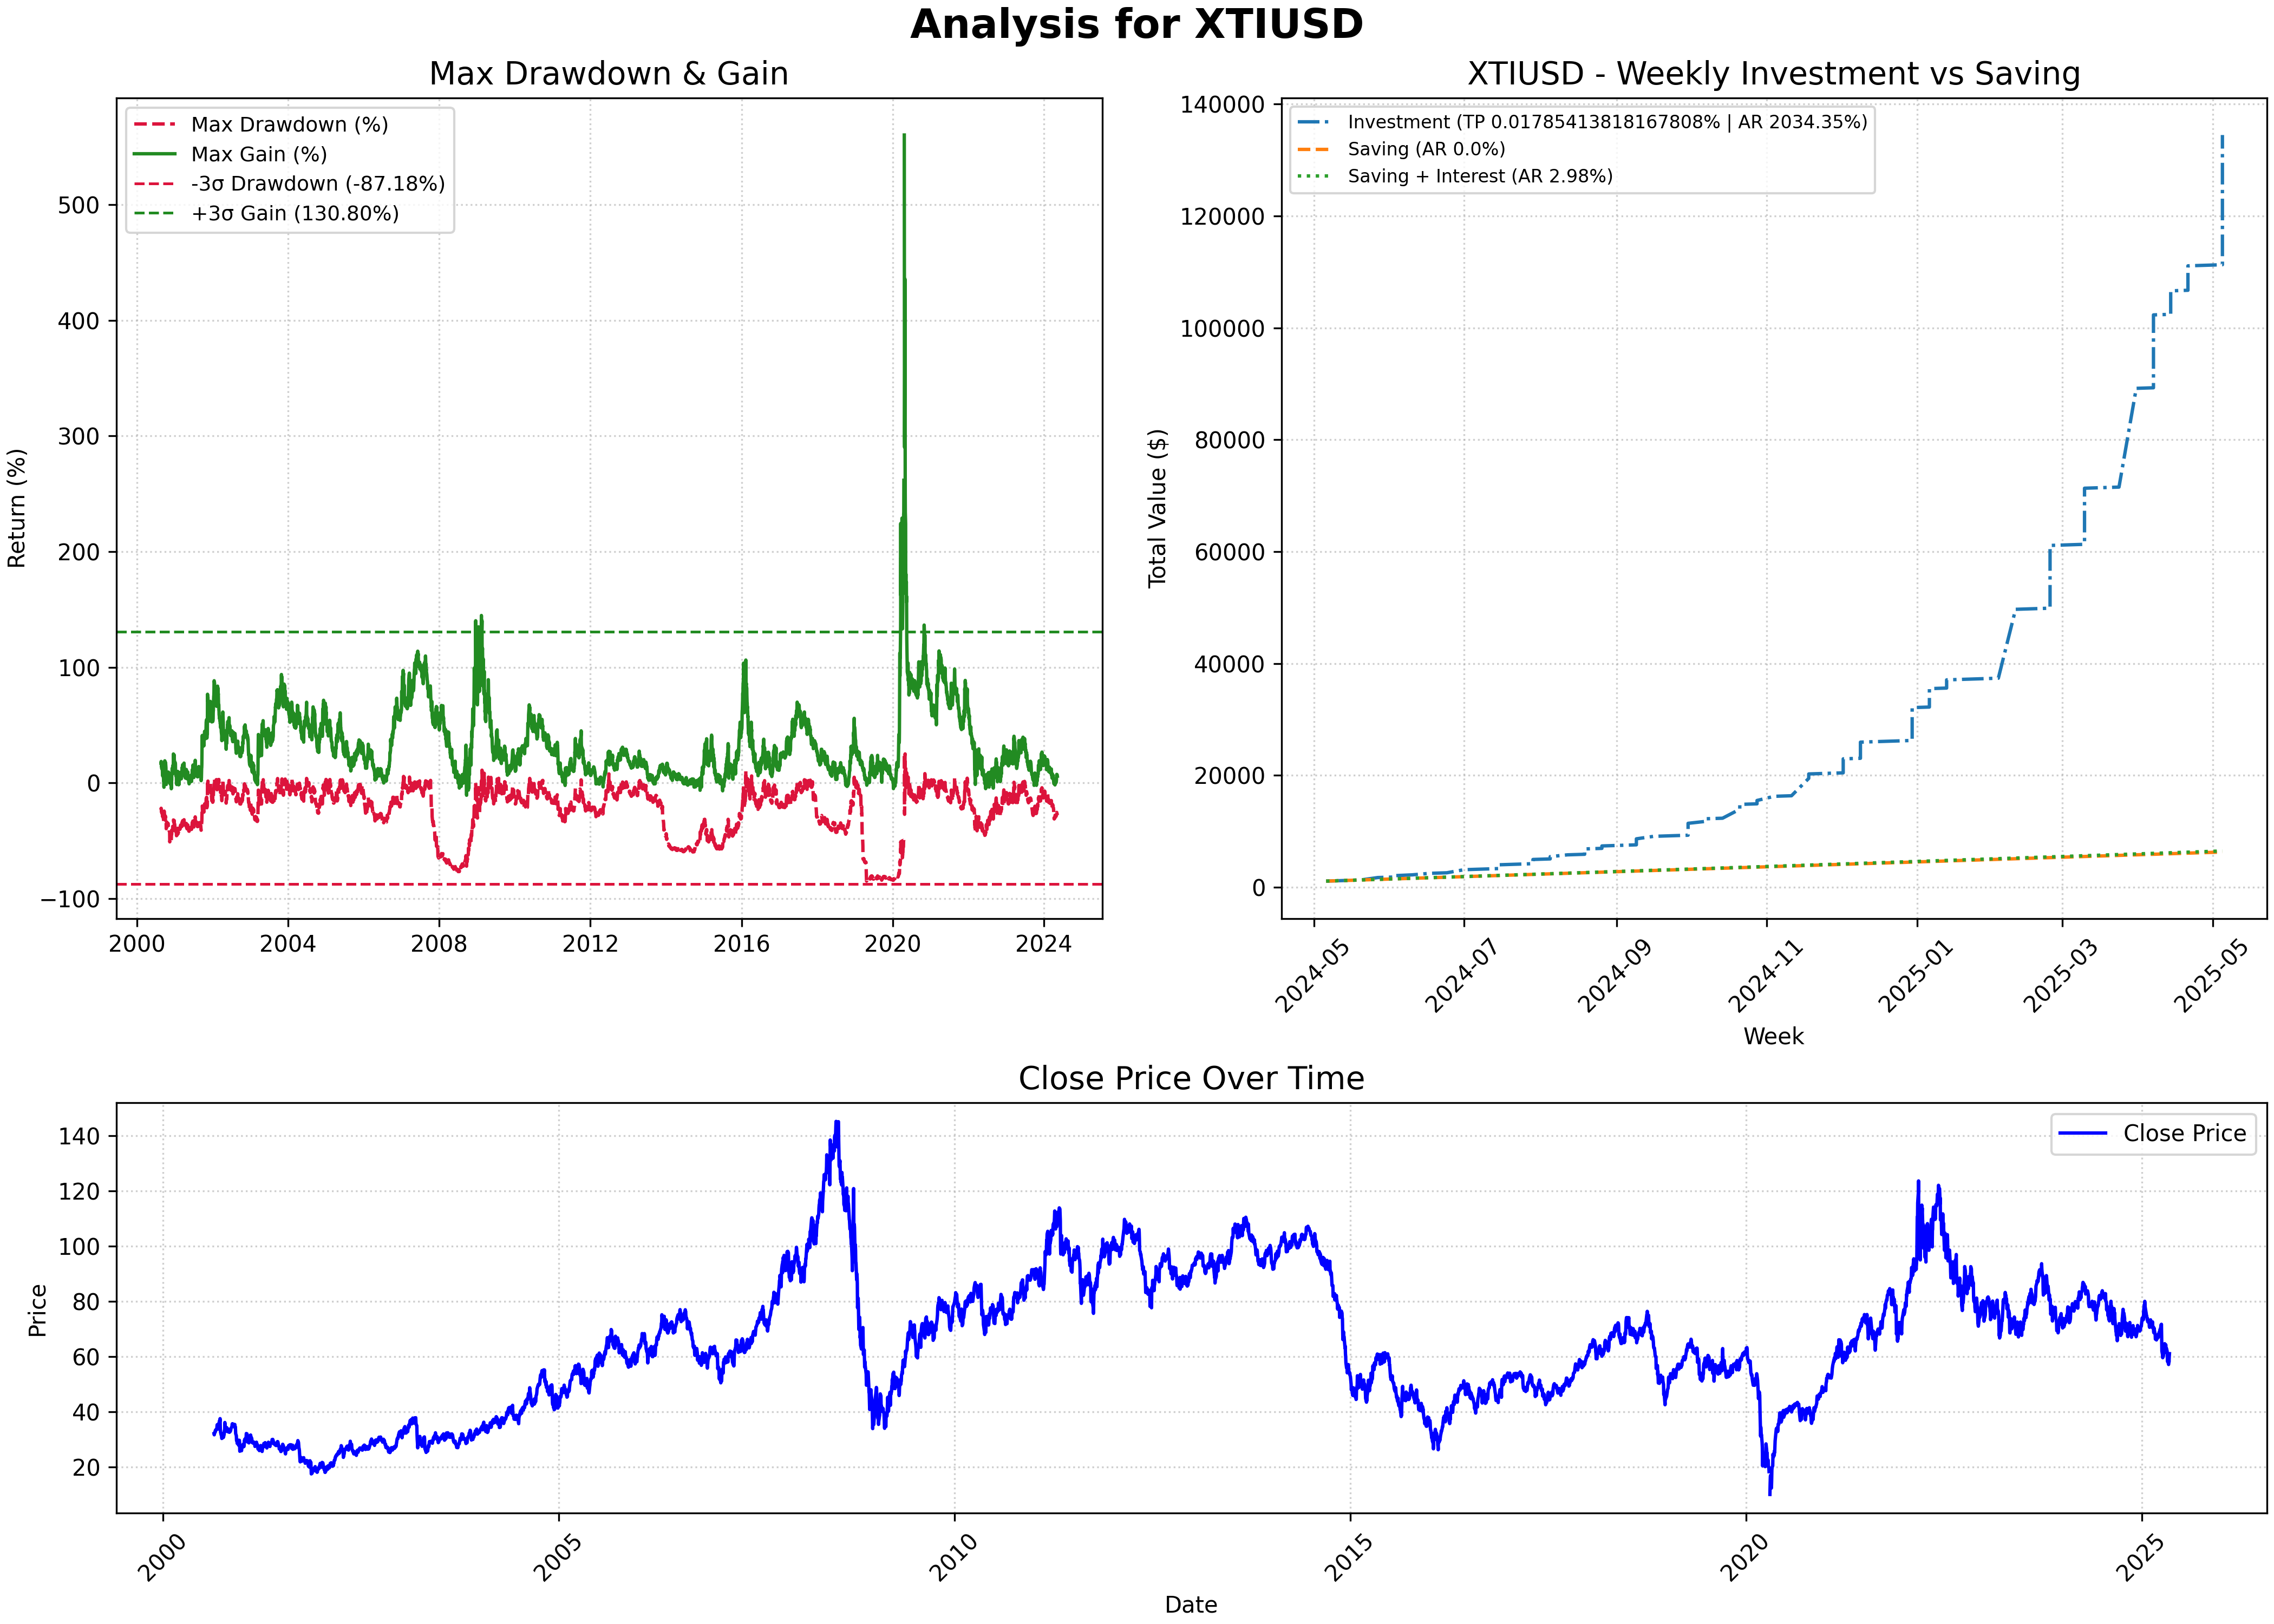 Analysis for XTIUSD
Max Drawdown & Gain
Max Drawdown (%)
Max Gain (%)
-3σ Drawdown (-87.18%)
+3σ Gain (130.80%)
Return (%)
500
400
300
200
100
0
−100
2000 2004 2008 2012 2016 2020 2024
XTIUSD - Weekly Investment vs Saving
Investment (TP 0.01785413818167808% | AR 2034.35%)
Saving (AR 0.0%)
Saving + Interest (AR 2.98%)
Total Value ($)
140000
120000
100000
80000
60000
40000
20000
0
2024-05 2024-07 2024-09 2024-11 2025-01 2025-03 2025-05
Week
Close Price Over Time
Close Price
Price
140
120
100
80
60
40
20
2000 2005 2010 2015 2020 2025
Date